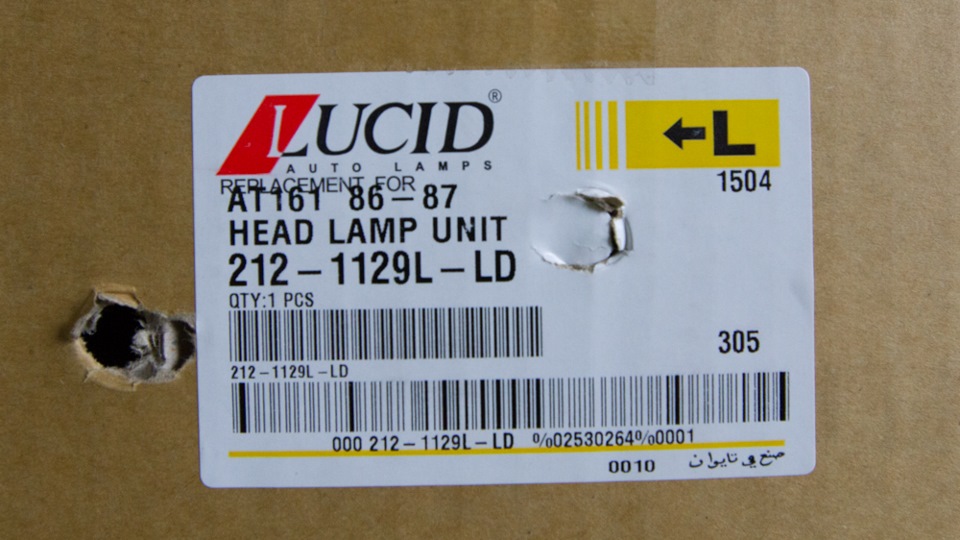 LUCID®
AUTO LAMPS
L
1504
REPLACEMENT FOR
AT161 86-87
HEAD LAMP UNIT
212-1129L-LD
QTY:1 PCS
305
212-1129L-LD
000 212-1129L-LD %02530264%0001
0010 صنع في تايوان